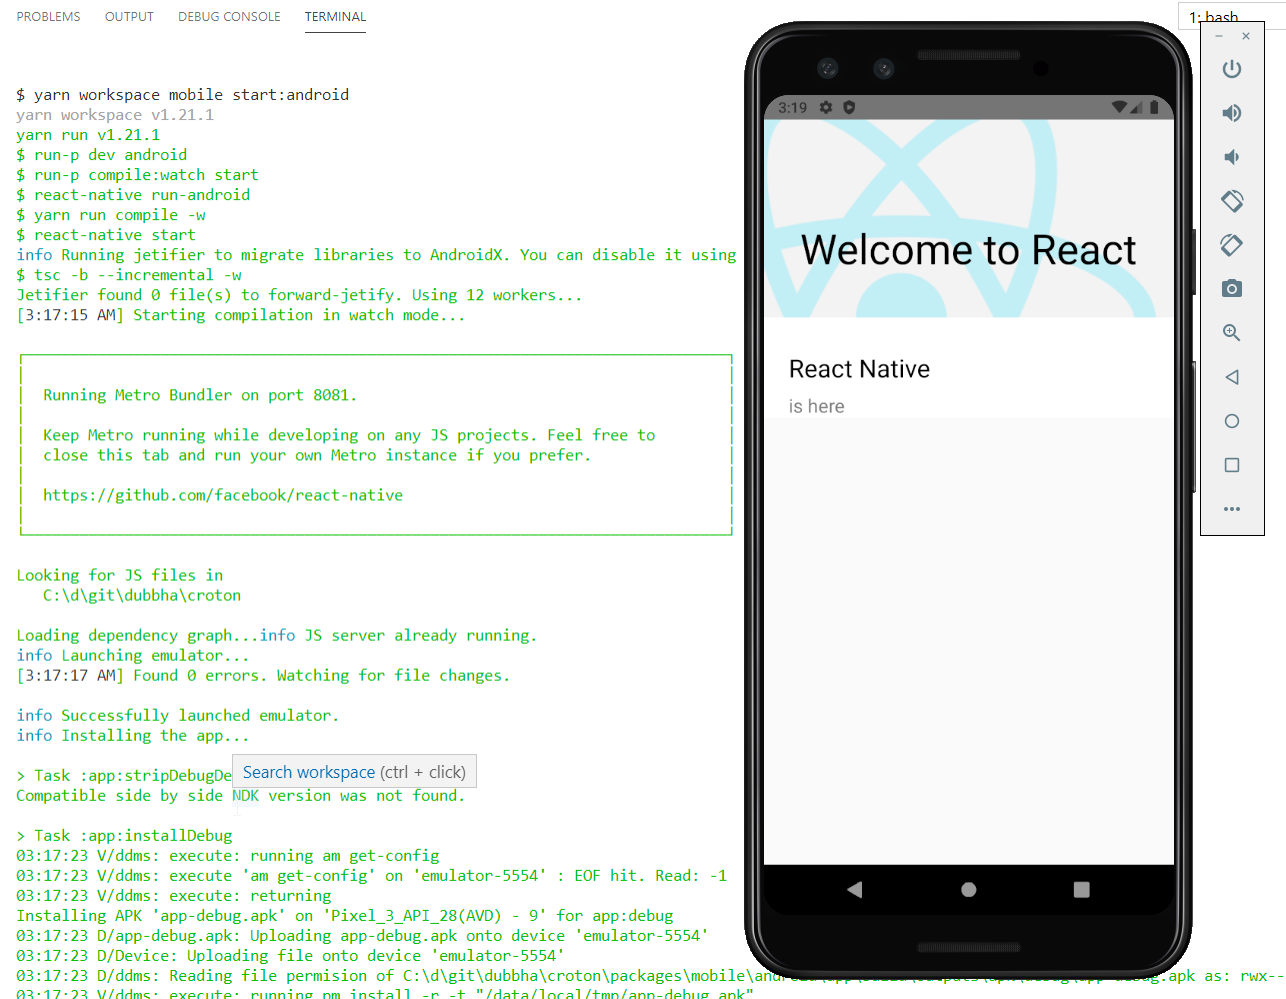 PROBLEMS OUTPUT DEBUG CONSOLE TERMINAL
1: bash
$ yarn workspace mobile start:android
yarn workspace v1.21.1
yarn run v1.21.1
$ run-p dev android
$ run-p compile:watch start
$ react-native run-android
$ yarn run compile -w
$ react-native start
info Running jetifier to migrate libraries to AndroidX. You can disable it using
$ tsc -b --incremental -w
Jetifier found 0 file(s) to forward-jetify. Using 12 workers...
[3:17:15 AM] Starting compilation in watch mode...
Running Metro Bundler on port 8081.
Keep Metro running while developing on any JS projects. Feel free to
close this tab and run your own Metro instance if you prefer.
https://github.com/facebook/react-native
Looking for JS files in
C:\d\git\dubbha\croton
Loading dependency graph...info JS server already running.
info Launching emulator...
[3:17:17 AM] Found 0 errors. Watching for file changes.
info Successfully launched emulator.
info Installing the app...
> Task :app:stripDebugDe
Search workspace (ctrl + click)
Compatible side by side NDK version was not found.
> Task :app:installDebug
03:17:23 V/ddms: execute: running am get-config
03:17:23 V/ddms: execute 'am get-config' on 'emulator-5554' : EOF hit. Read: -1
03:17:23 V/ddms: execute: returning
Installing APK 'app-debug.apk' on 'Pixel_3_API_28(AVD) - 9' for app:debug
03:17:23 D/app-debug.apk: Uploading app-debug.apk onto device 'emulator-5554'
03:17:23 D/Device: Uploading file onto device 'emulator-5554'
03:17:23 D/ddms: Reading file permision of C:\d\git\dubbha\croton\packages\mobile\an .apk as: rwx--
03:17:23 V/ddms: execute: running pm install -r -t "/data/local/tmp/app-debug.apk"
3:19
Welcome to React
React Native
is here